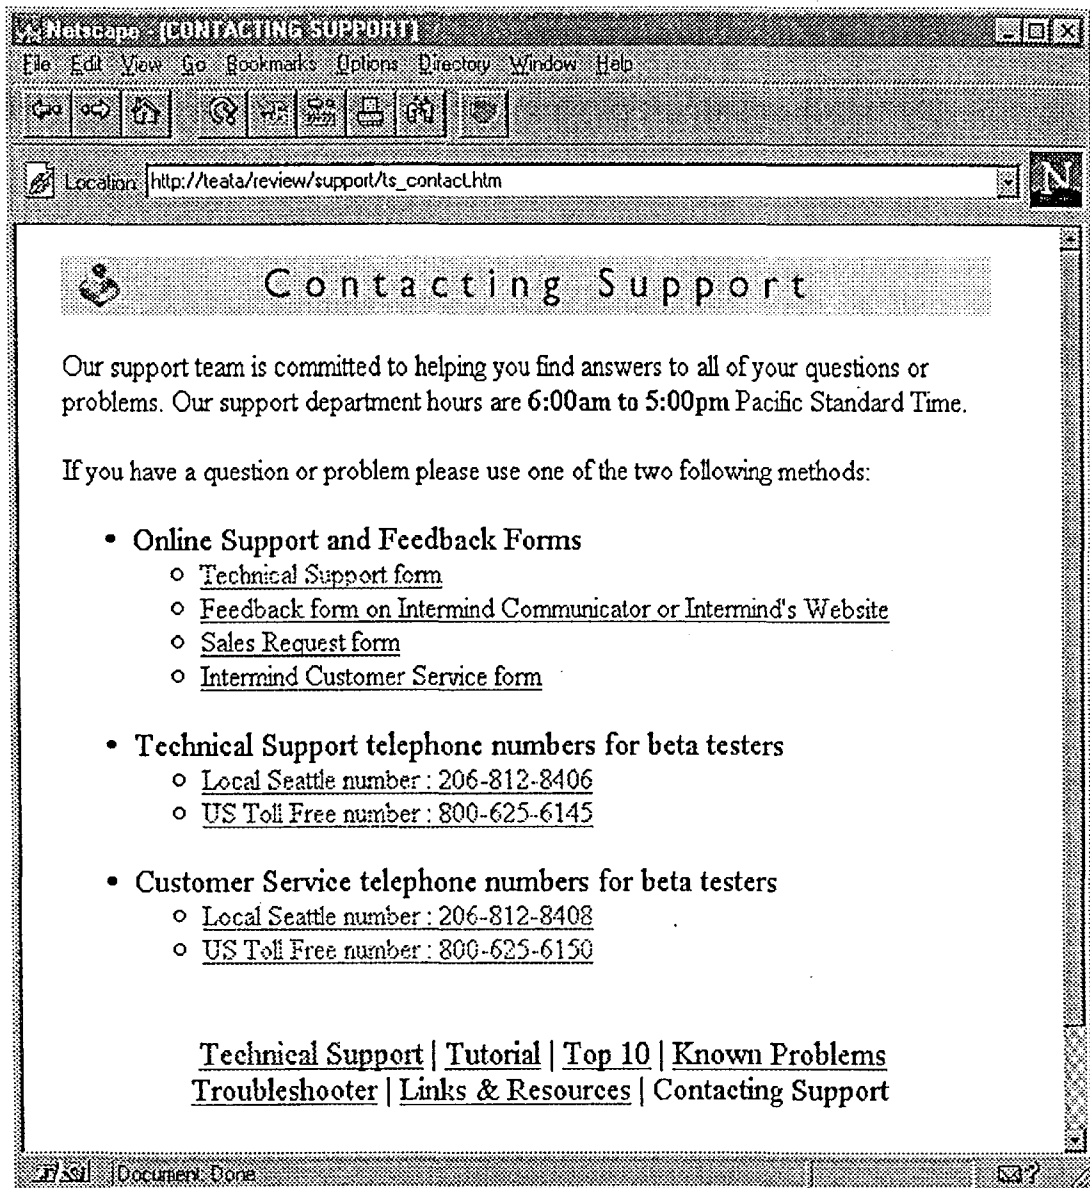 Netscape - [CONTACTING SUPPORT]
File Edit View Go Bookmarks Options Directory Window Help
Location: http://teata/review/support/ts_contact.htm
N
Contacting Support
Our support team is committed to helping you find answers to all of your questions or
problems. Our support department hours are 6:00am to 5:00pm Pacific Standard Time.
If you have a question or problem please use one of the two following methods:
• Online Support and Feedback Forms
○ Technical Support form
○ Feedback form on Intermind Communicator or Intermind's Website
○ Sales Request form
○ Intermind Customer Service form
• Technical Support telephone numbers for beta testers
○ Local Seattle number : 206-812-8406
○ US Toll Free number : 800-625-6145
• Customer Service telephone numbers for beta testers
○ Local Seattle number : 206-812-8408
○ US Toll Free number : 800-625-6150
Technical Support | Tutorial | Top 10 | Known Problems
Troubleshooter | Links & Resources | Contacting Support
Document: Done